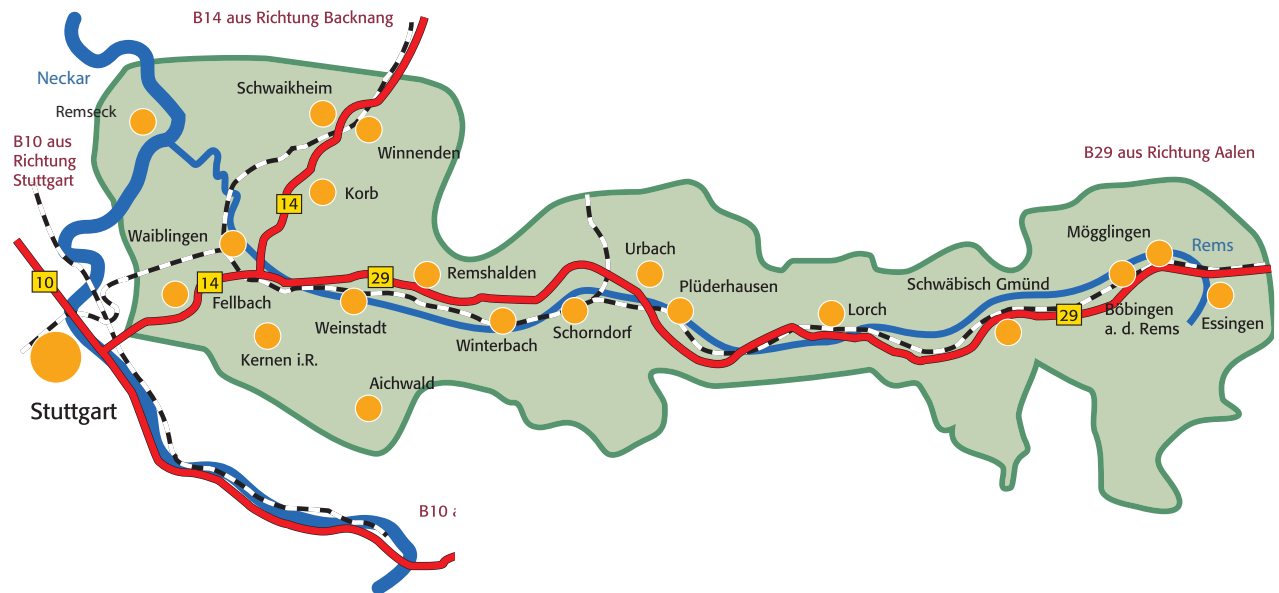 B14 aus Richtung Backnang
Neckar
Schwaikheim
Remseck
B10 aus
Richtung
Stuttgart
Winnenden
B29 aus Richtung Aalen
Korb
14
Waiblingen
Mögglingen
Rems
Urbach
10
14
29
Remshalden
Plüderhausen
Schwäbisch Gmünd
Fellbach
Lorch
Böbingen
a. d. Rems
29
Essingen
Weinstadt
Schorndorf
Winterbach
Kernen i.R.
Aichwald
Stuttgart
B10